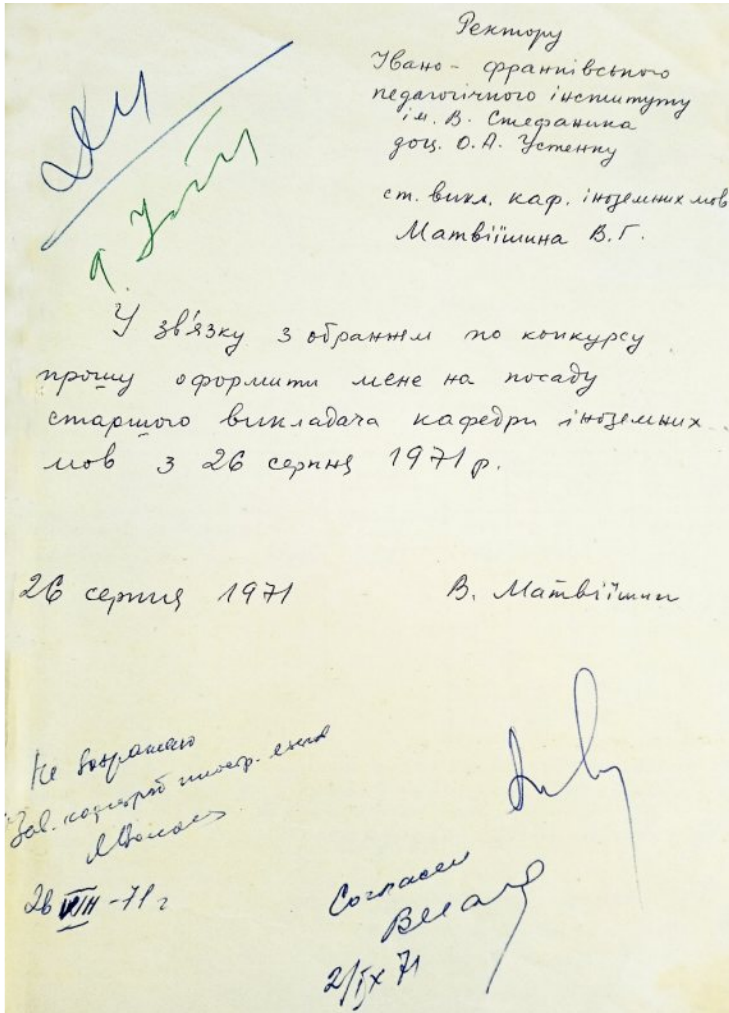 Ректору
Івано-франківського
педагогічного інституту
ім. В. Стефаника
доц. О.А. Устенку
ст. викл. каф. іноземних мов
Матвіїшина В.Г.
У зв'язку з обранням по конкурсу
прошу оформити мене на посаду
старшого викладача кафедри іноземних
мов з 26 серпня 1971 р.
26 серпня 1971
В. Матвіїшин
Не возражаю
Зав. кафедрой иностр. языков
26 VIII-71 г
Согласен
2/IX 71